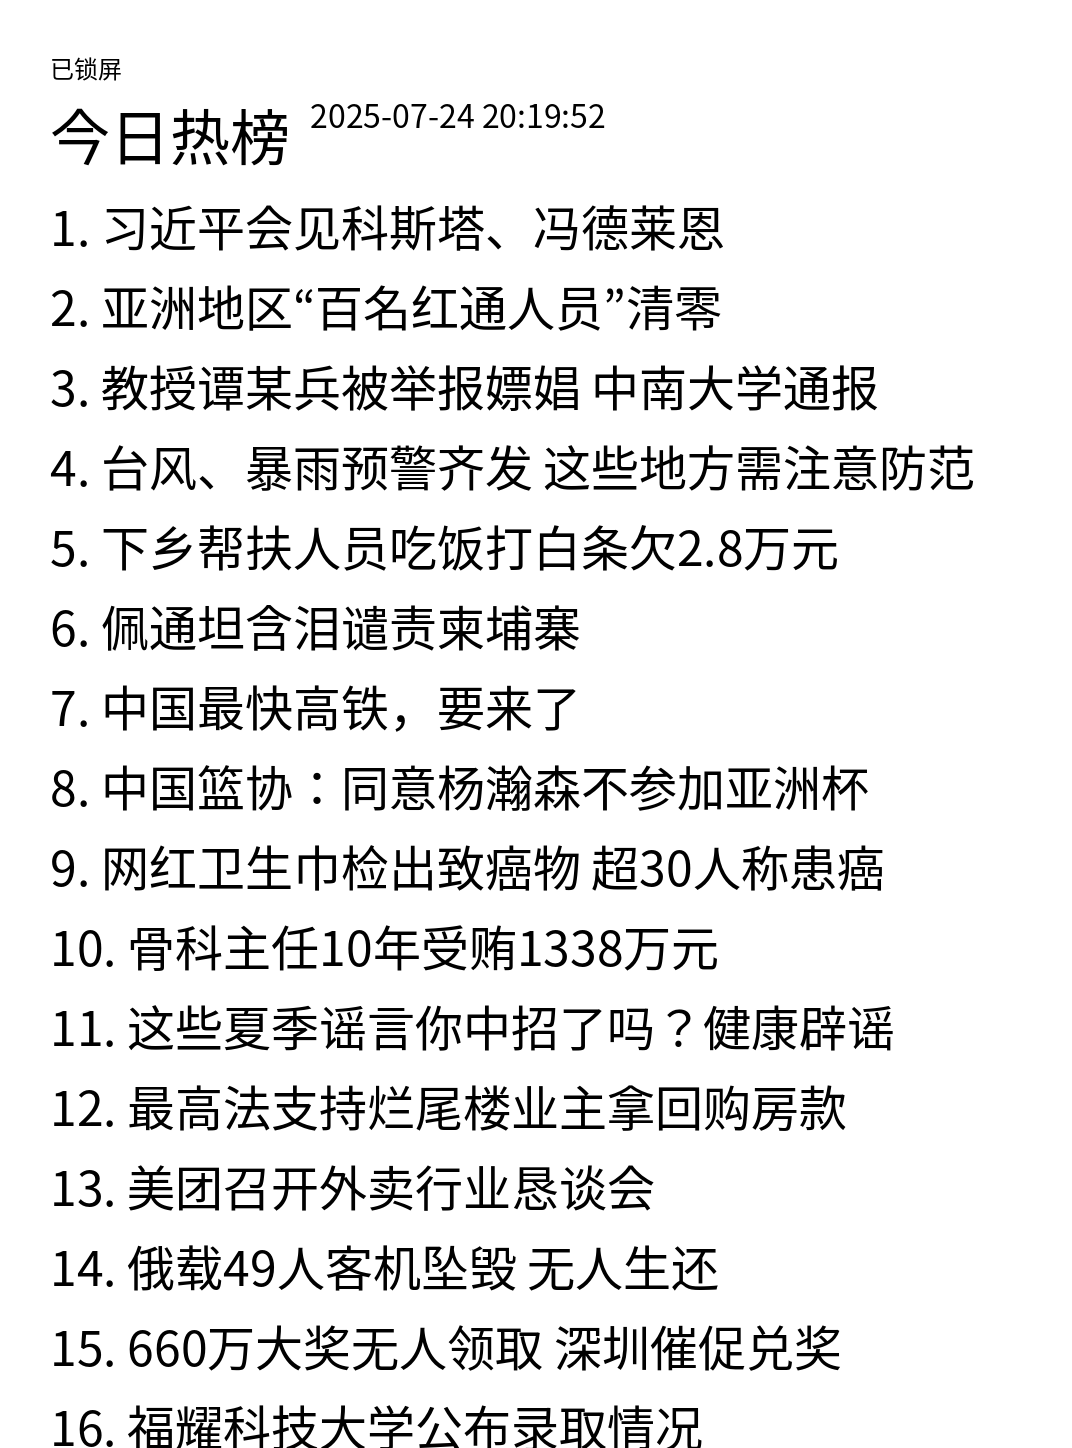 已锁屏
今日热榜 2025-07-24 20:19:52
1. 习近平会见科斯塔、冯德莱恩
2. 亚洲地区“百名红通人员”清零
3. 教授谭某兵被举报嫖娼 中南大学通报
4. 台风、暴雨预警齐发 这些地方需注意防范
5. 下乡帮扶人员吃饭打白条欠2.8万元
6. 佩通坦含泪谴责柬埔寨
7. 中国最快高铁，要来了
8. 中国篮协：同意杨瀚森不参加亚洲杯
9. 网红卫生巾检出致癌物 超30人称患癌
10. 骨科主任10年受贿1338万元
11. 这些夏季谣言你中招了吗？健康辟谣
12. 最高法支持烂尾楼业主拿回购房款
13. 美团召开外卖行业恳谈会
14. 俄载49人客机坠毁 无人生还
15. 660万大奖无人领取 深圳催促兑奖
16. 福耀科技大学公布录取情况